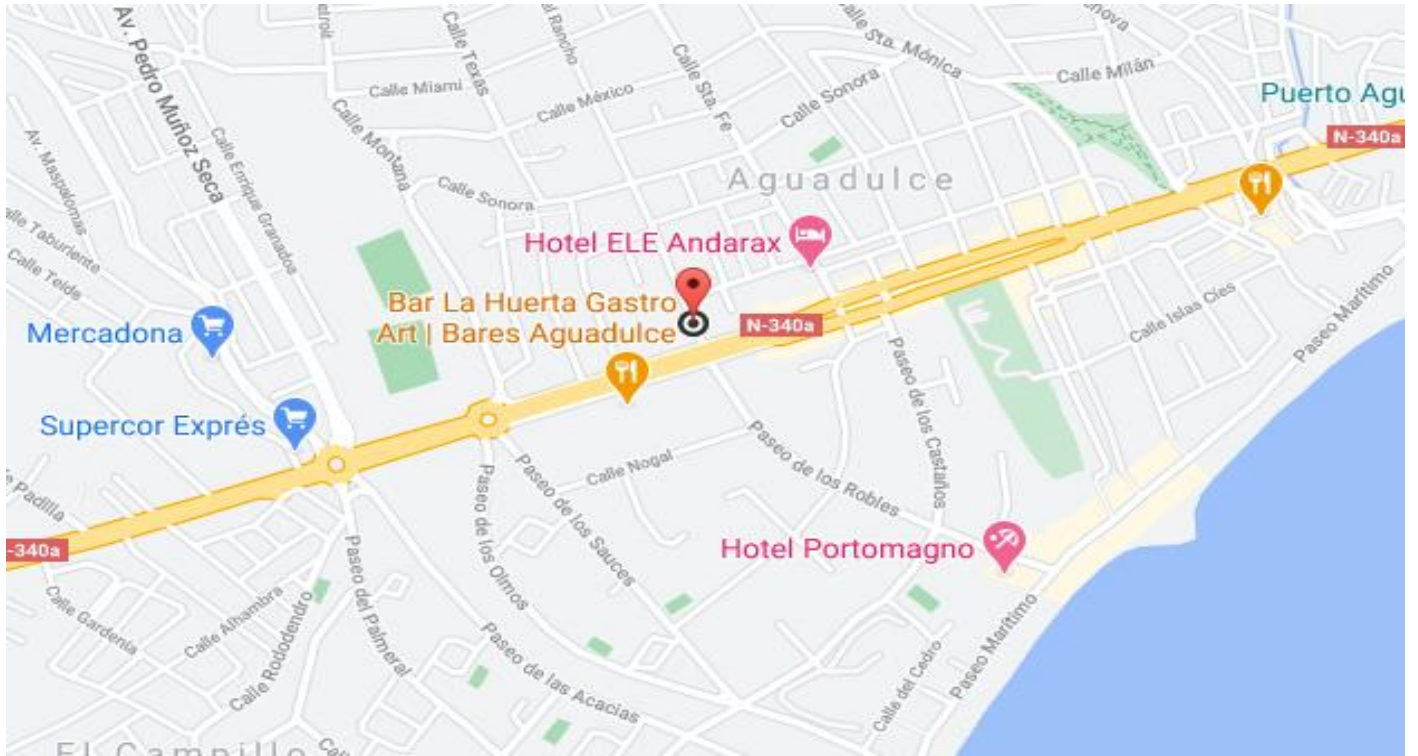 Av. Pedro Muñoz Seca
Calle Texas
Calle Sta. Fe
Calle Sta. Mónica
Calle Milán
Calle Miami
Calle México
Calle Sonora
Puerto Agu
N-340a
Calle Montana
Av. Maspalomas
Calle Enrique Granados
Aguadulce
Calle Sonora
Calle Taburiente
Calle Teide
Hotel ELE Andarax
Bar La Huerta Gastro
Art | Bares Aguadulce
N-340a
Mercadona
Calle Islas Cíes
Paseo Marítimo
Supercor Exprés
Paseo de los Castaños
Calle Nogal
Paseo de los Robles
Padilla
-340a
Paseo de los Sauces
Paseo de los Olmos
Hotel Portomagno
Paseo del Palmeral
Calle Gardenia
Calle Alhambra
Calle Rododendro
Paseo de las Acacias
Paseo Marítimo
Calle del Cedro
El Campillo